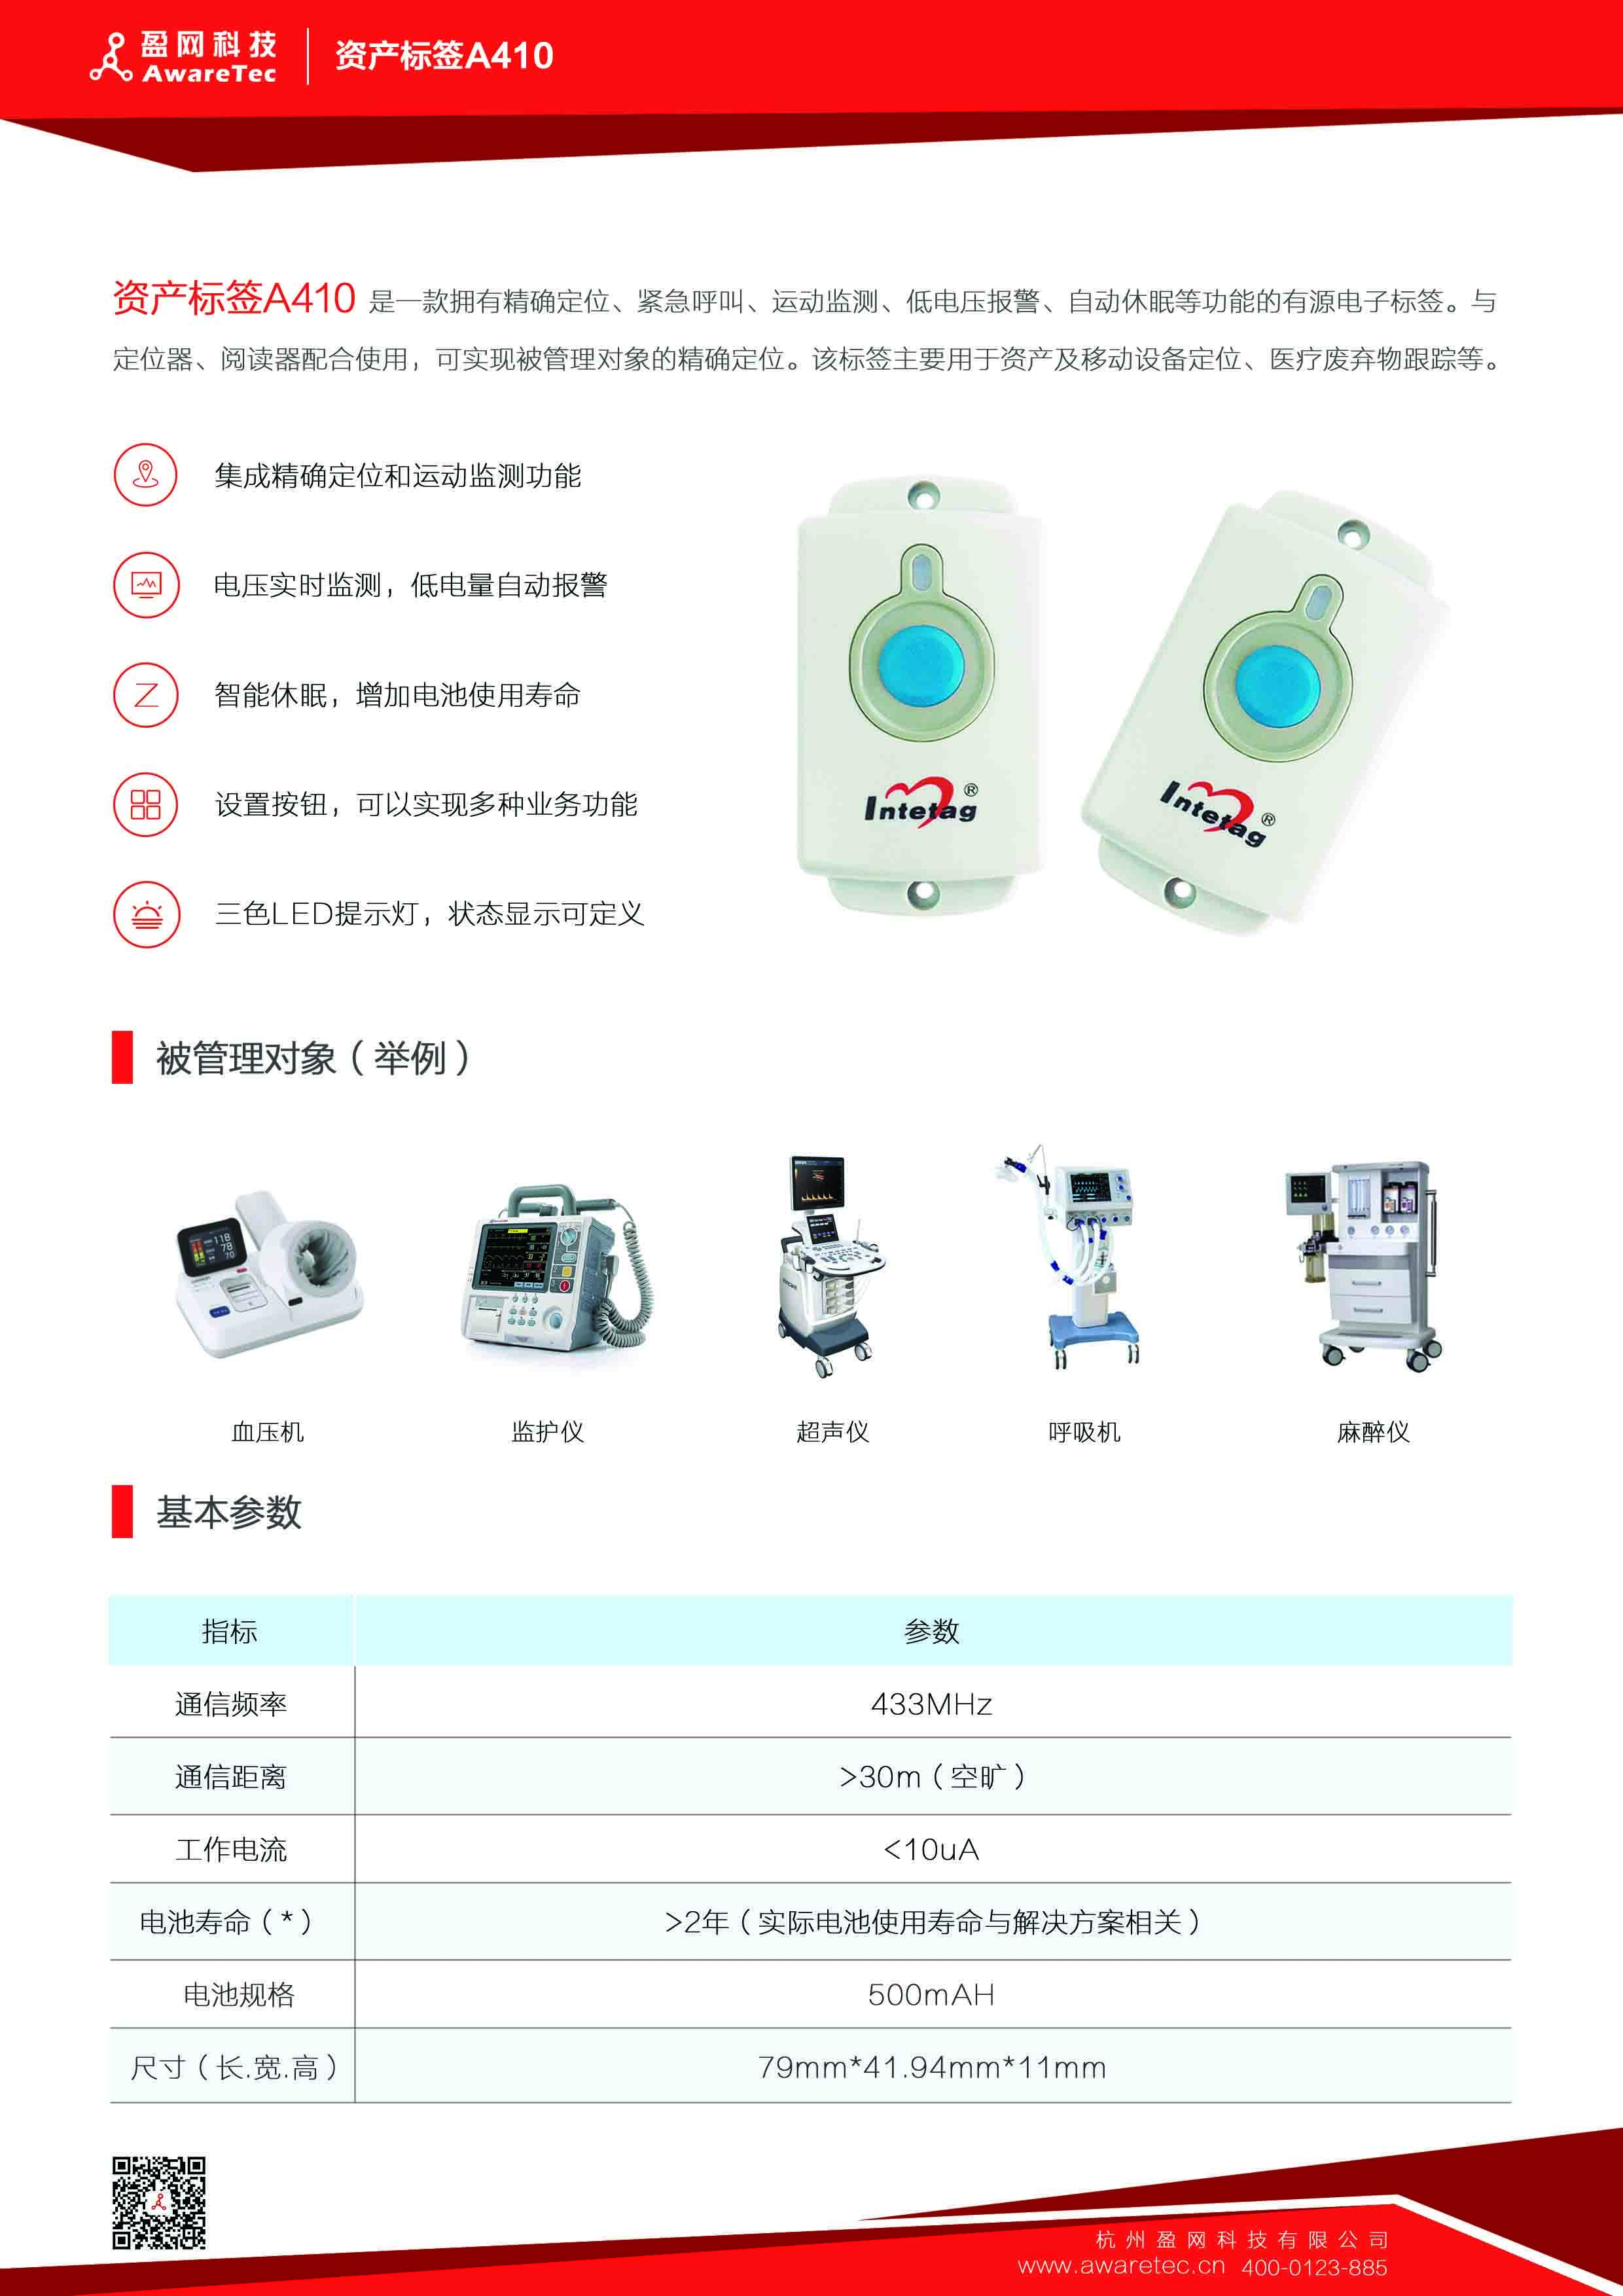 盈网科技
AwareTec
资产标签A410
资产标签A410 是一款拥有精确定位、紧急呼叫、运动监测、低电压报警、自动休眠等功能的有源电子标签。与
定位器、阅读器配合使用，可实现被管理对象的精确定位。该标签主要用于资产及移动设备定位、医疗废弃物跟踪等。
集成精确定位和运动监测功能
电压实时监测，低电量自动报警
智能休眠，增加电池使用寿命
设置按钮，可以实现多种业务功能
三色LED提示灯，状态显示可定义
Intetag®
Intetag®
被管理对象（举例）
118
78
70
血压机
监护仪
超声仪
呼吸机
麻醉仪
基本参数
指标 参数
通信频率 433MHz
通信距离 >30m（空旷）
工作电流 <10uA
电池寿命（*） >2年（实际电池使用寿命与解决方案相关）
电池规格 500mAH
尺寸（长.宽.高） 79mm*41.94mm*11mm
杭州盈网科技有限公司
www.awaretec.cn 400-0123-885